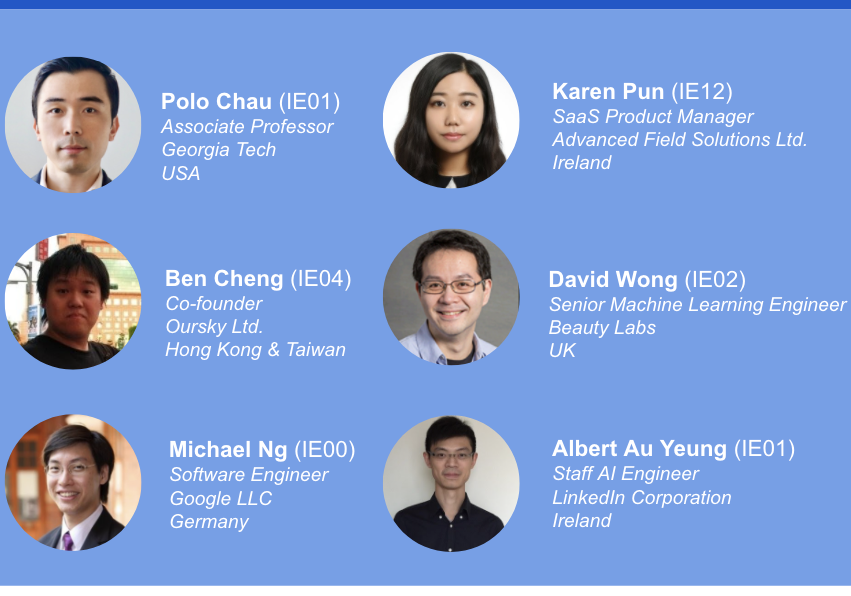 Polo Chau (IE01)
Associate Professor
Georgia Tech
USA
Karen Pun (IE12)
SaaS Product Manager
Advanced Field Solutions Ltd.
Ireland
Ben Cheng (IE04)
Co-founder
Oursky Ltd.
Hong Kong & Taiwan
David Wong (IE02)
Senior Machine Learning Engineer
Beauty Labs
UK
Michael Ng (IE00)
Software Engineer
Google LLC
Germany
Albert Au Yeung (IE01)
Staff AI Engineer
LinkedIn Corporation
Ireland